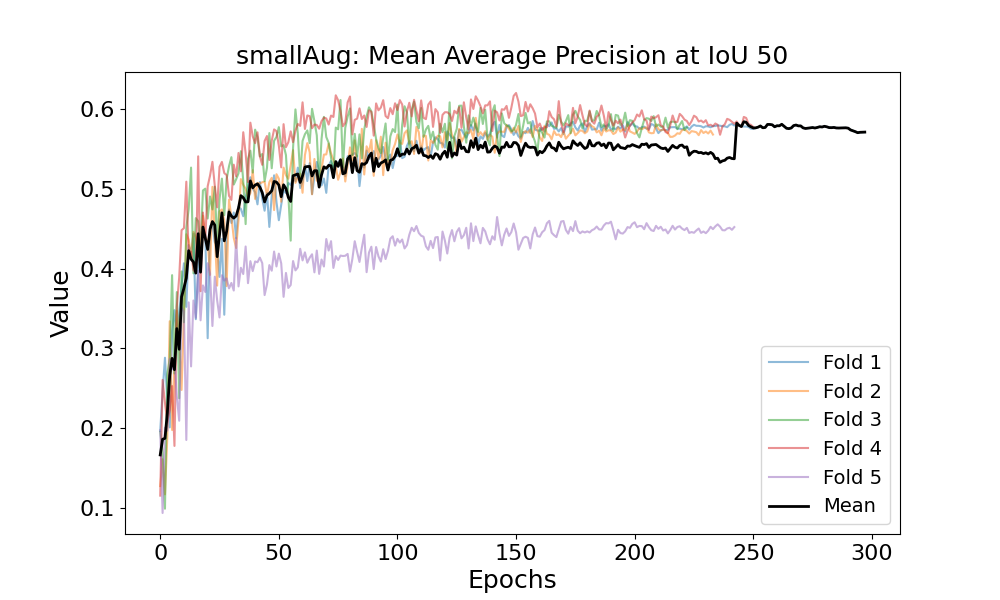 smallAug: Mean Average Precision at IoU 50
Value
0.6
0.5
0.4
0.3
0.2
0.1
0 50 100 150 200 250 300
Epochs
Fold 1
Fold 2
Fold 3
Fold 4
Fold 5
Mean